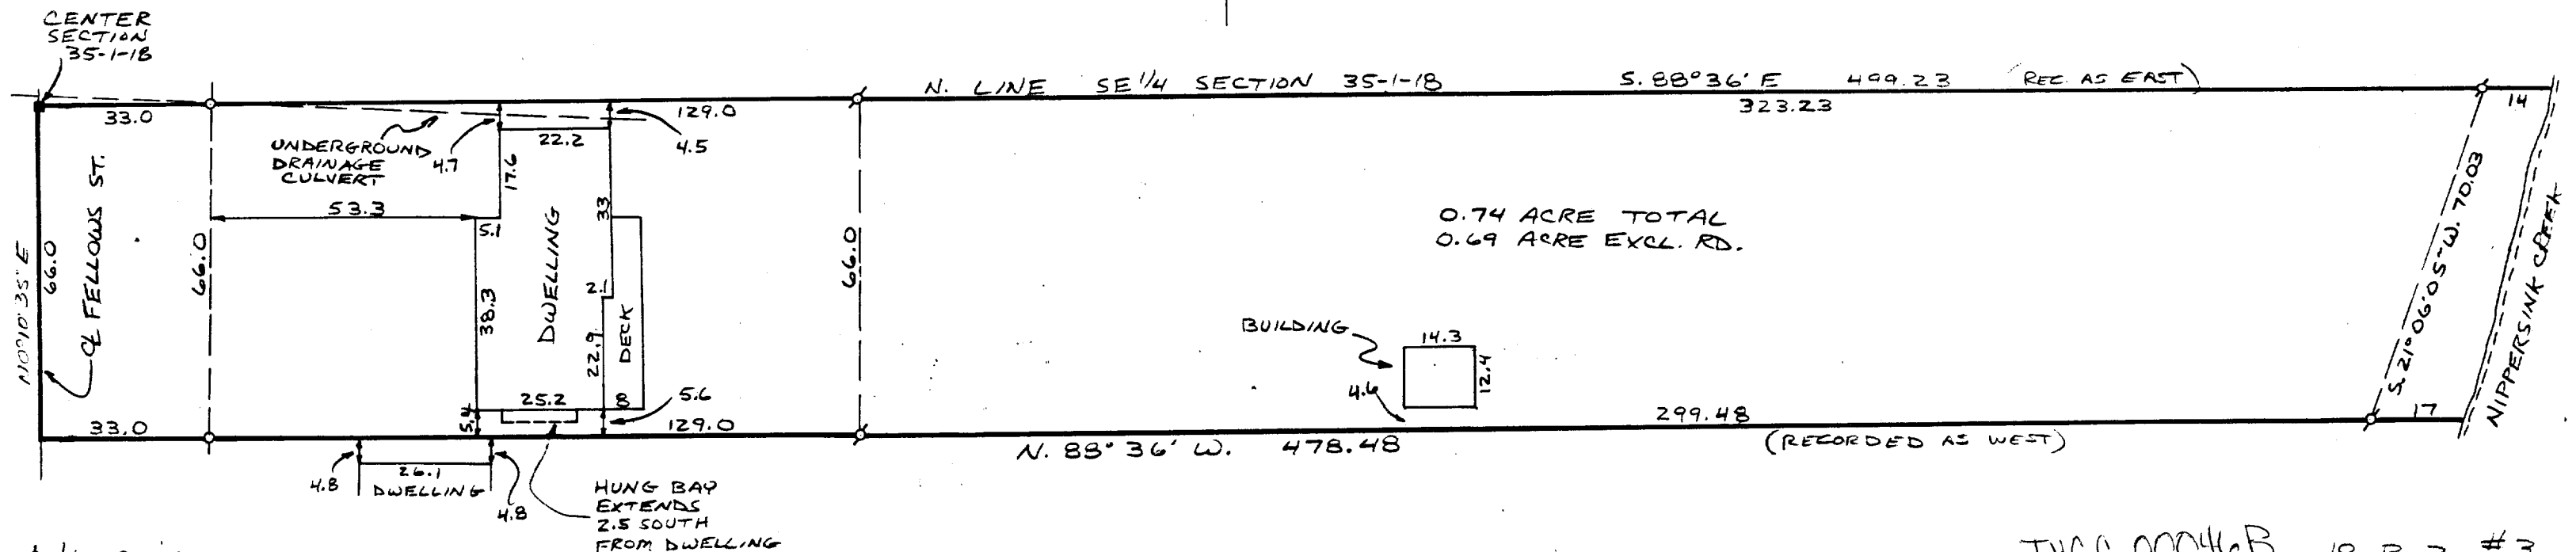 CENTER
SECTION
35-1-18
N. LINE SE 1/4 SECTION 35-1-18 S. 88°36' E 499.23 (REC. AS EAST)
33.0
129.0
323.23
14
UNDERGROUND
DRAINAGE
CULVERT
4.7
22.2
4.5
17.6
53.3
5.1
33
N0°10'35"E
66.0
℄ FELLOWS ST.
66.0
38.3
DWELLING
2.1
22.9
DECK
66.0
0.74 ACRE TOTAL
0.69 ACRE EXCL. RD.
S. 21°06'05"W. 70.03
NIPPERSINK CREEK
BUILDING
14.3
12.4
4.6
25.2
8
5.6
5.4
33.0
129.0
299.48
17
N. 88°36' W. 478.48
(RECORDED AS WEST)
4.8
26.1
DWELLING
4.8
HUNG BAY
EXTENDS
2.5 SOUTH
FROM DWELLING
#3